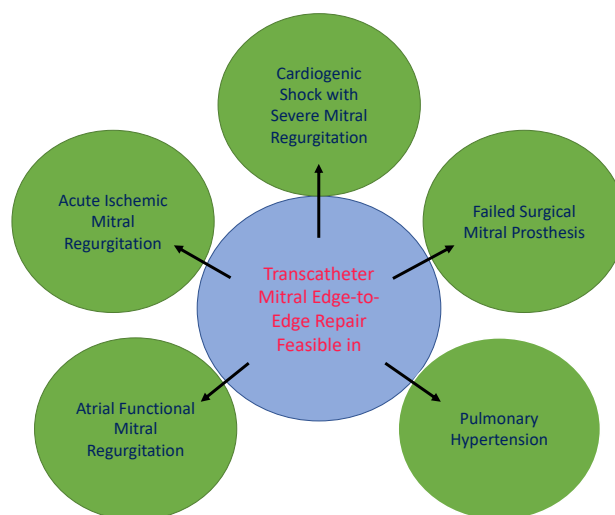 Cardiogenic
Shock with
Severe Mitral
Regurgitation
Acute Ischemic
Mitral
Regurgitation
Failed Surgical
Mitral Prosthesis
Transcatheter
Mitral Edge-to-
Edge Repair
Feasible in
Atrial Functional
Mitral
Regurgitation
Pulmonary
Hypertension